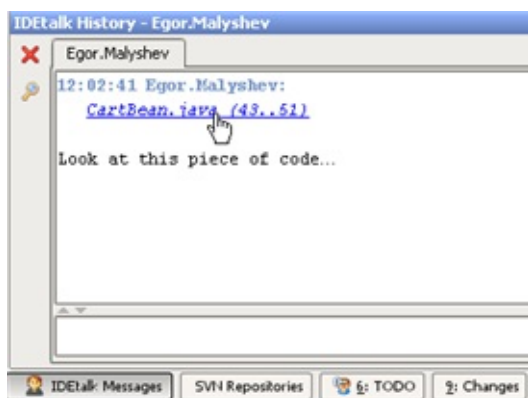 IDEtalk History - Egor.Malyshev
Egor.Malyshev
12:02:41 Egor.Malyshev:
CartBean.java (43..51)
Look at this piece of code...
IDEtalk Messages
SVN Repositories
6: TODO
9: Changes